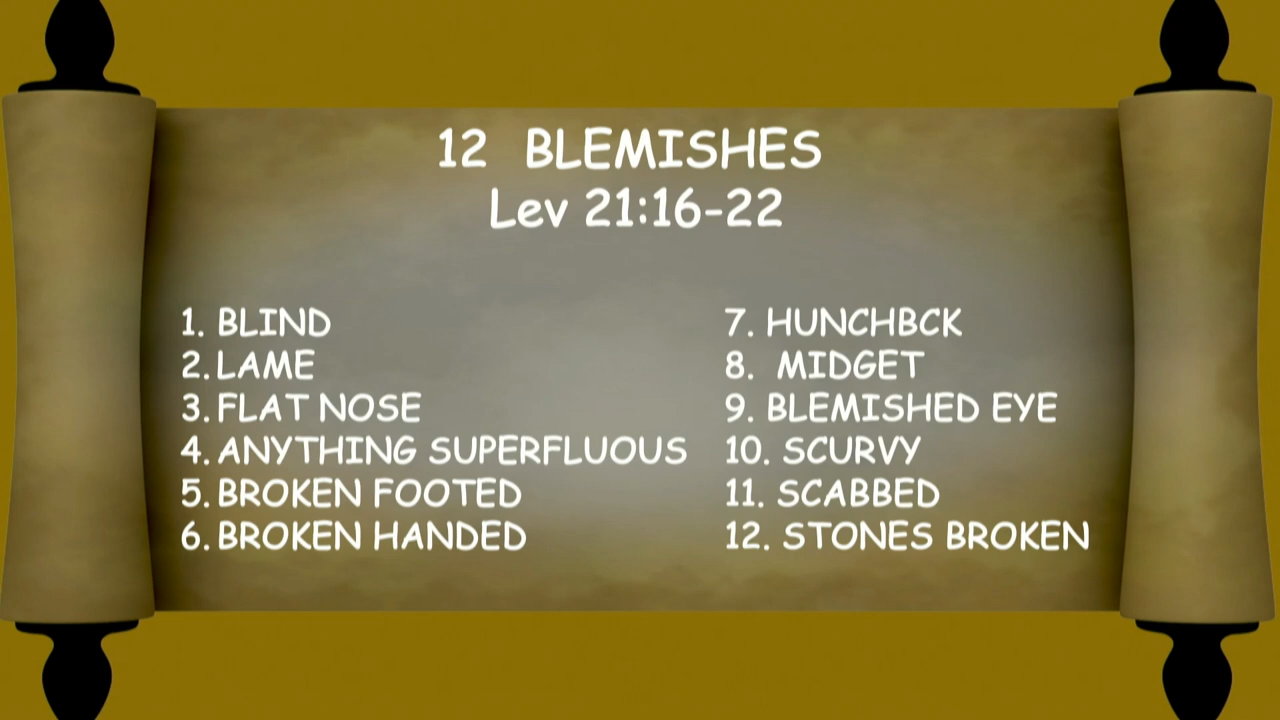 12 BLEMISHES
Lev 21:16-22
1. BLIND
2. LAME
3. FLAT NOSE
4. ANYTHING SUPERFLUOUS
5. BROKEN FOOTED
6. BROKEN HANDED
7. HUNCHBCK
8. MIDGET
9. BLEMISHED EYE
10. SCURVY
11. SCABBED
12. STONES BROKEN